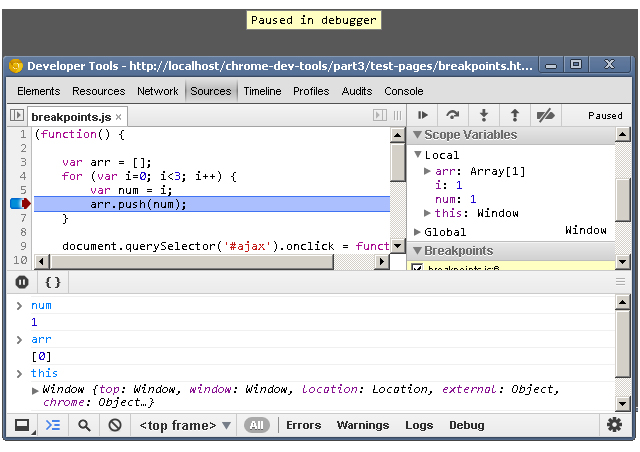 Paused in debugger
Developer Tools - http://localhost/chrome-dev-tools/part3/test-pages/breakpoints.ht...
Elements Resources Network Sources Timeline Profiles Audits Console
breakpoints.js × Paused
1 (function() {
2
3 var arr = [];
4 for (var i=0; i<3; i++) {
5 var num = i;
arr.push(num);
7 }
8
9 document.querySelector('#ajax').onclick = funct
10
Scope Variables
Local
arr: Array[1]
i: 1
num: 1
this: Window
Global Window
Breakpoints
breakpoints.js:6
{}
> num
1
> arr
[0]
> this
Window {top: Window, window: Window, location: Location, external: Object,
chrome: Object…}
<top frame> All Errors Warnings Logs Debug